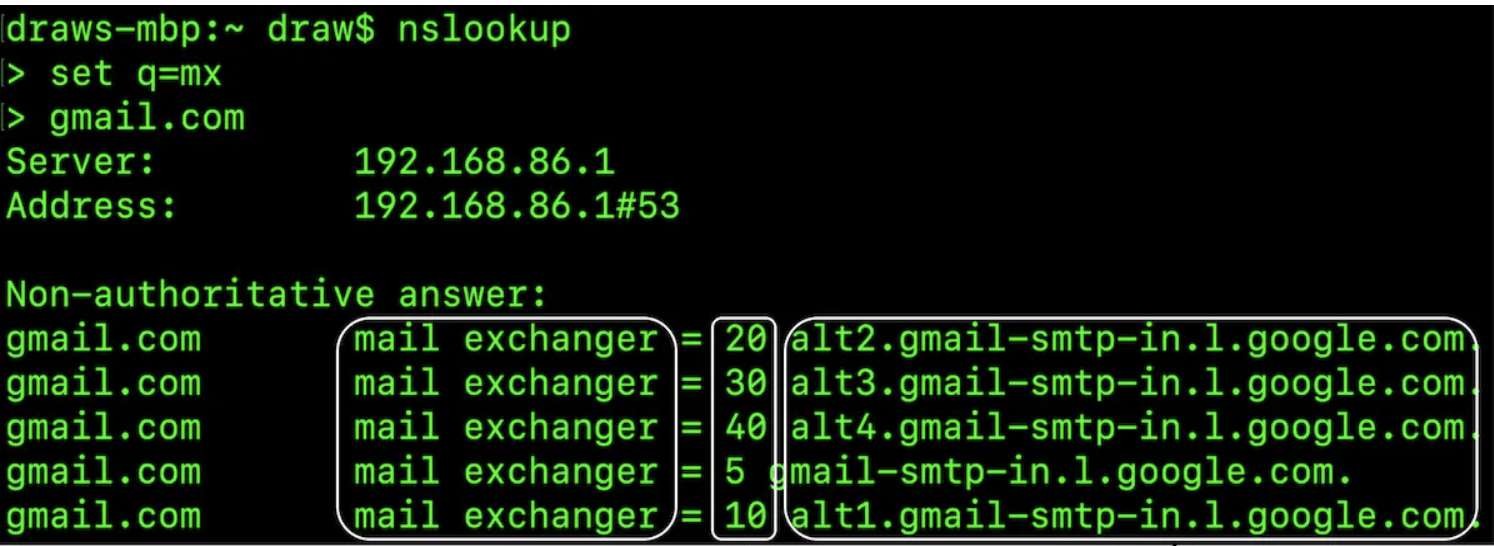 draws-mbp:~ draw$ nslookup
> set q=mx
> gmail.com
Server: 192.168.86.1
Address: 192.168.86.1#53
Non-authoritative answer:
gmail.com mail exchanger = 20 alt2.gmail-smtp-in.l.google.com.
gmail.com mail exchanger = 30 alt3.gmail-smtp-in.l.google.com.
gmail.com mail exchanger = 40 alt4.gmail-smtp-in.l.google.com.
gmail.com mail exchanger = 5 gmail-smtp-in.l.google.com.
gmail.com mail exchanger = 10 alt1.gmail-smtp-in.l.google.com.